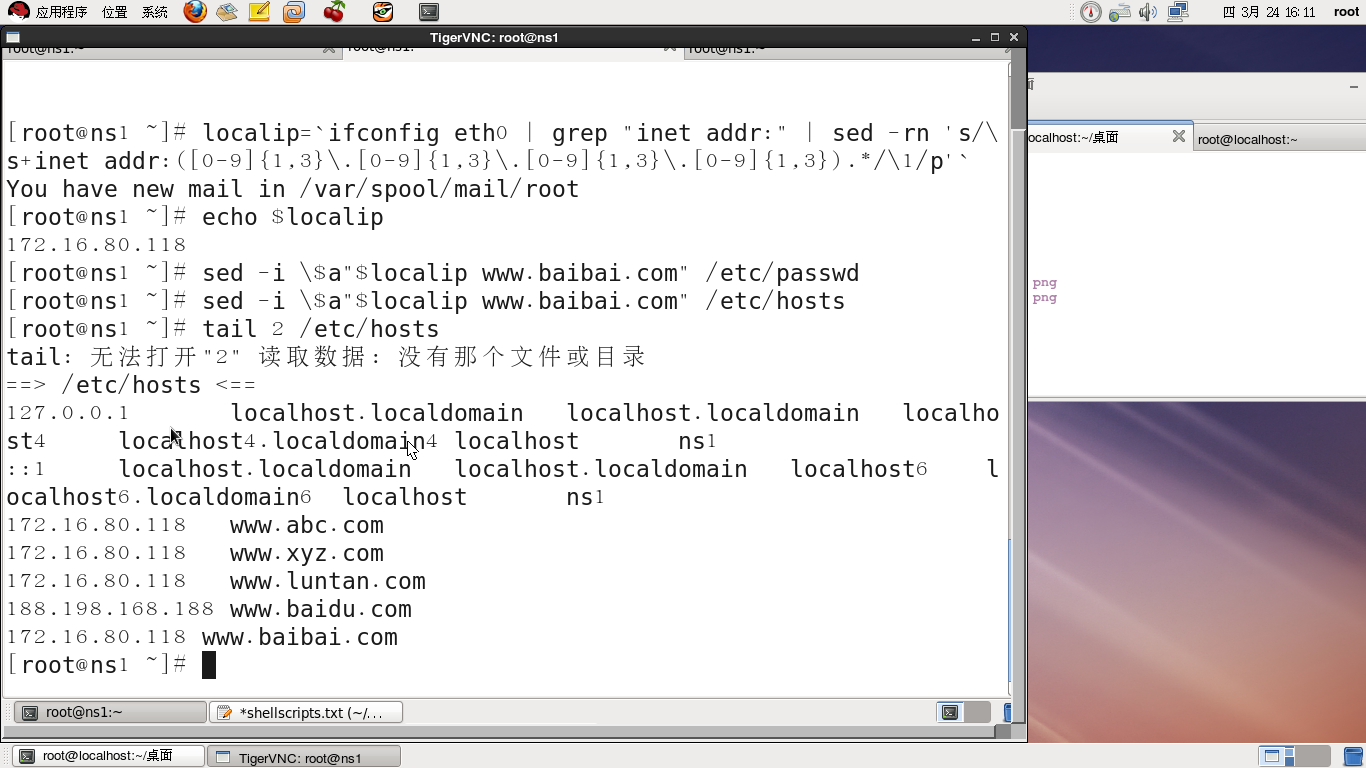 应用程序 位置 系统
四 3月 24 16:11 root
TigerVNC: root@ns1
root@ns1:~ root@ns1: root@ns1:~
[root@ns1 ~]# localip=`ifconfig eth0 | grep "inet addr:" | sed -rn 's/\
s+inet addr:([0-9]{1,3}\.[0-9]{1,3}\.[0-9]{1,3}\.[0-9]{1,3}).*/\1/p'`
You have new mail in /var/spool/mail/root
[root@ns1 ~]# echo $localip
172.16.80.118
[root@ns1 ~]# sed -i \$a"$localip www.baibai.com" /etc/passwd
[root@ns1 ~]# sed -i \$a"$localip www.baibai.com" /etc/hosts
[root@ns1 ~]# tail 2 /etc/hosts
tail: 无法打开"2" 读取数据: 没有那个文件或目录
==> /etc/hosts <==
127.0.0.1 localhost.localdomain localhost.localdomain localho
st4 localhost4.localdomain4 localhost ns1
::1 localhost.localdomain localhost.localdomain localhost6 l
ocalhost6.localdomain6 localhost ns1
172.16.80.118 www.abc.com
172.16.80.118 www.xyz.com
172.16.80.118 www.luntan.com
188.198.168.188 www.baidu.com
172.16.80.118 www.baibai.com
[root@ns1 ~]#
root@ns1:~ *shellscripts.txt (~/...
ocalhost:~/桌面 root@localhost:~
png
png
root@localhost:~/桌面 TigerVNC: root@ns1